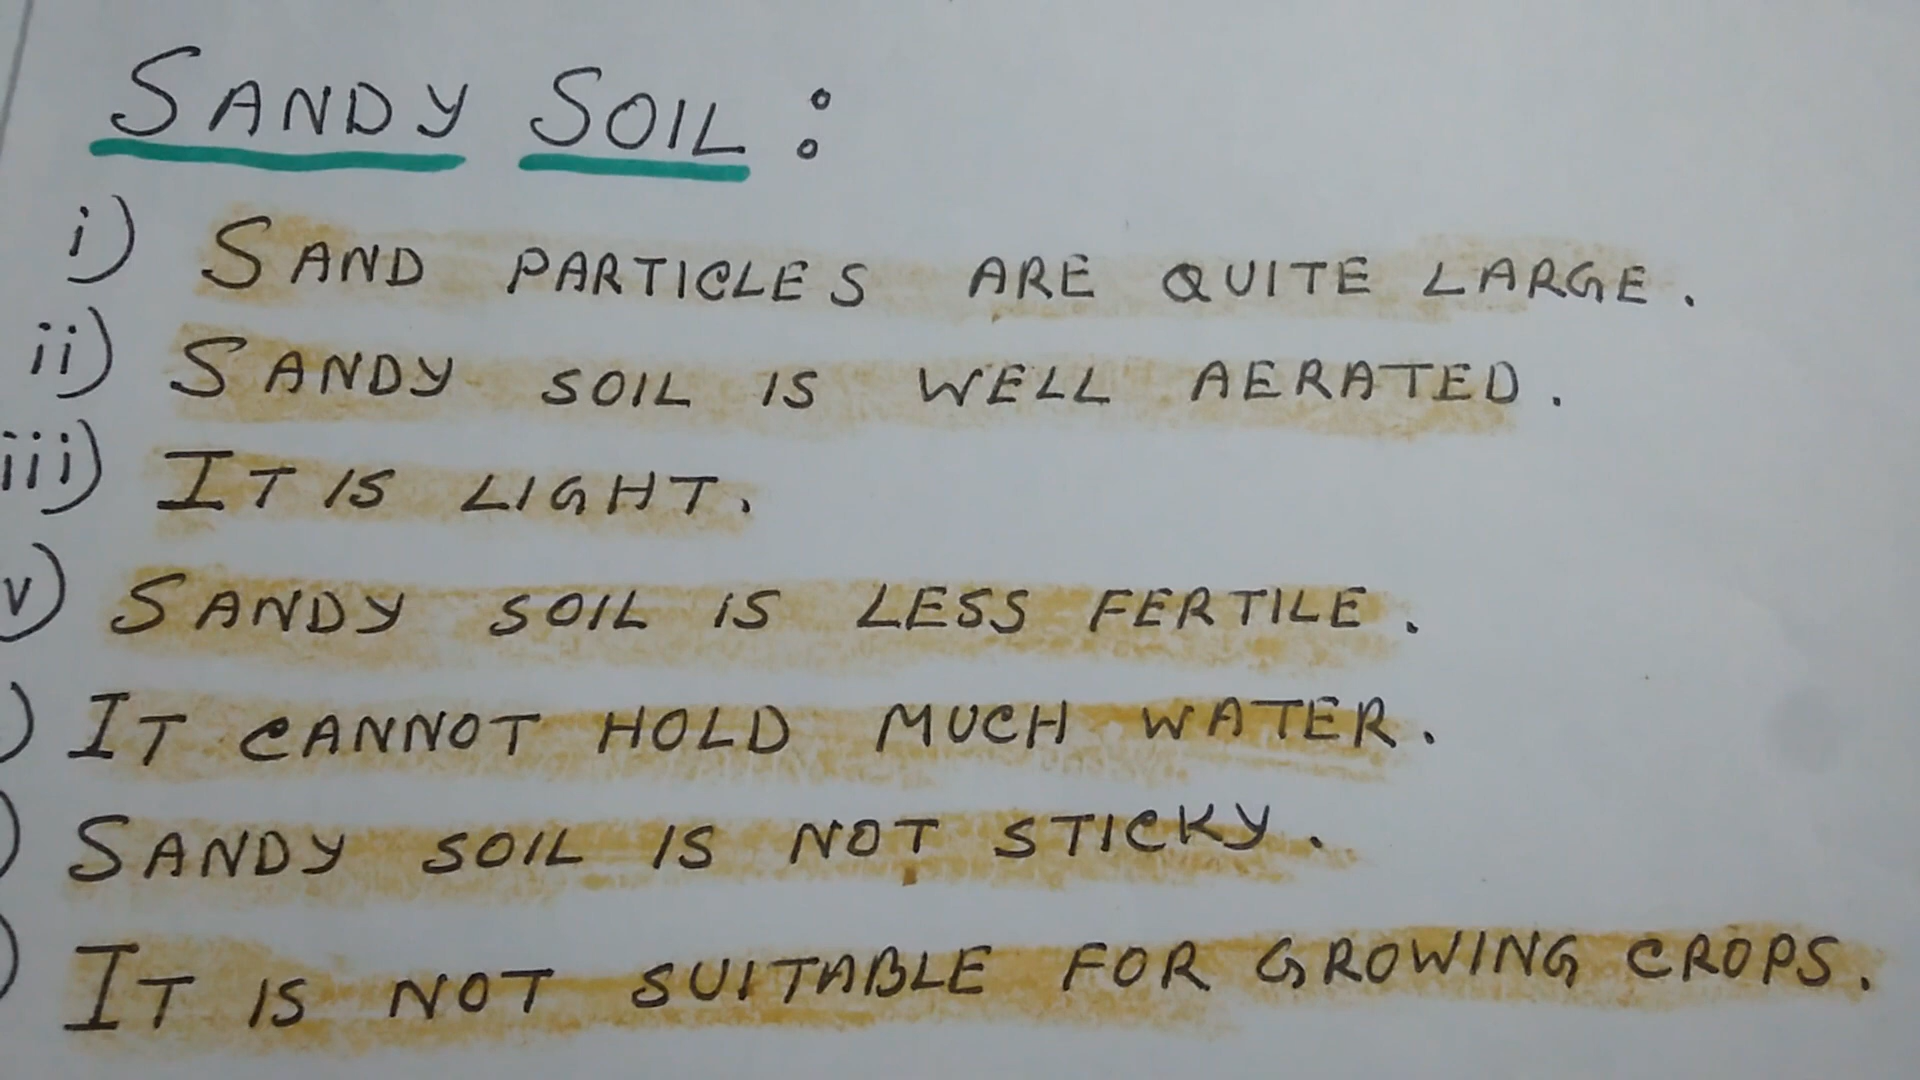 SANDY SOIL :
i) SAND PARTICLES ARE QUITE LARGE.
ii) SANDY SOIL IS WELL AERATED.
iii) IT IS LIGHT.
v) SANDY SOIL IS LESS FERTILE.
) IT CANNOT HOLD MUCH WATER.
) SANDY SOIL IS NOT STICKY.
) IT IS NOT SUITABLE FOR GROWING CROPS.